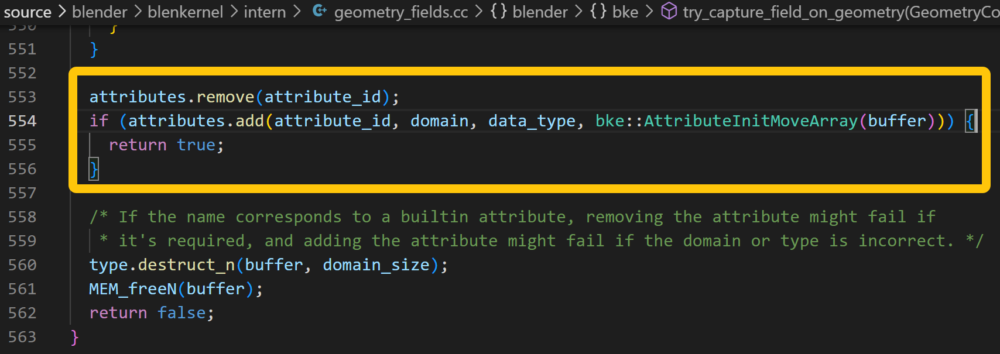 source > blender > blenkernel > intern > geometry_fields.cc > {} blender > {} bke > try_capture_field_on_geometry(GeometryCo
550 }
551 }
552
553 attributes.remove(attribute_id);
554 if (attributes.add(attribute_id, domain, data_type, bke::AttributeInitMoveArray(buffer))) {
555 return true;
556 }
557
558 /* If the name corresponds to a builtin attribute, removing the attribute might fail if
559 * it's required, and adding the attribute might fail if the domain or type is incorrect. */
560 type.destruct_n(buffer, domain_size);
561 MEM_freeN(buffer);
562 return false;
563 }